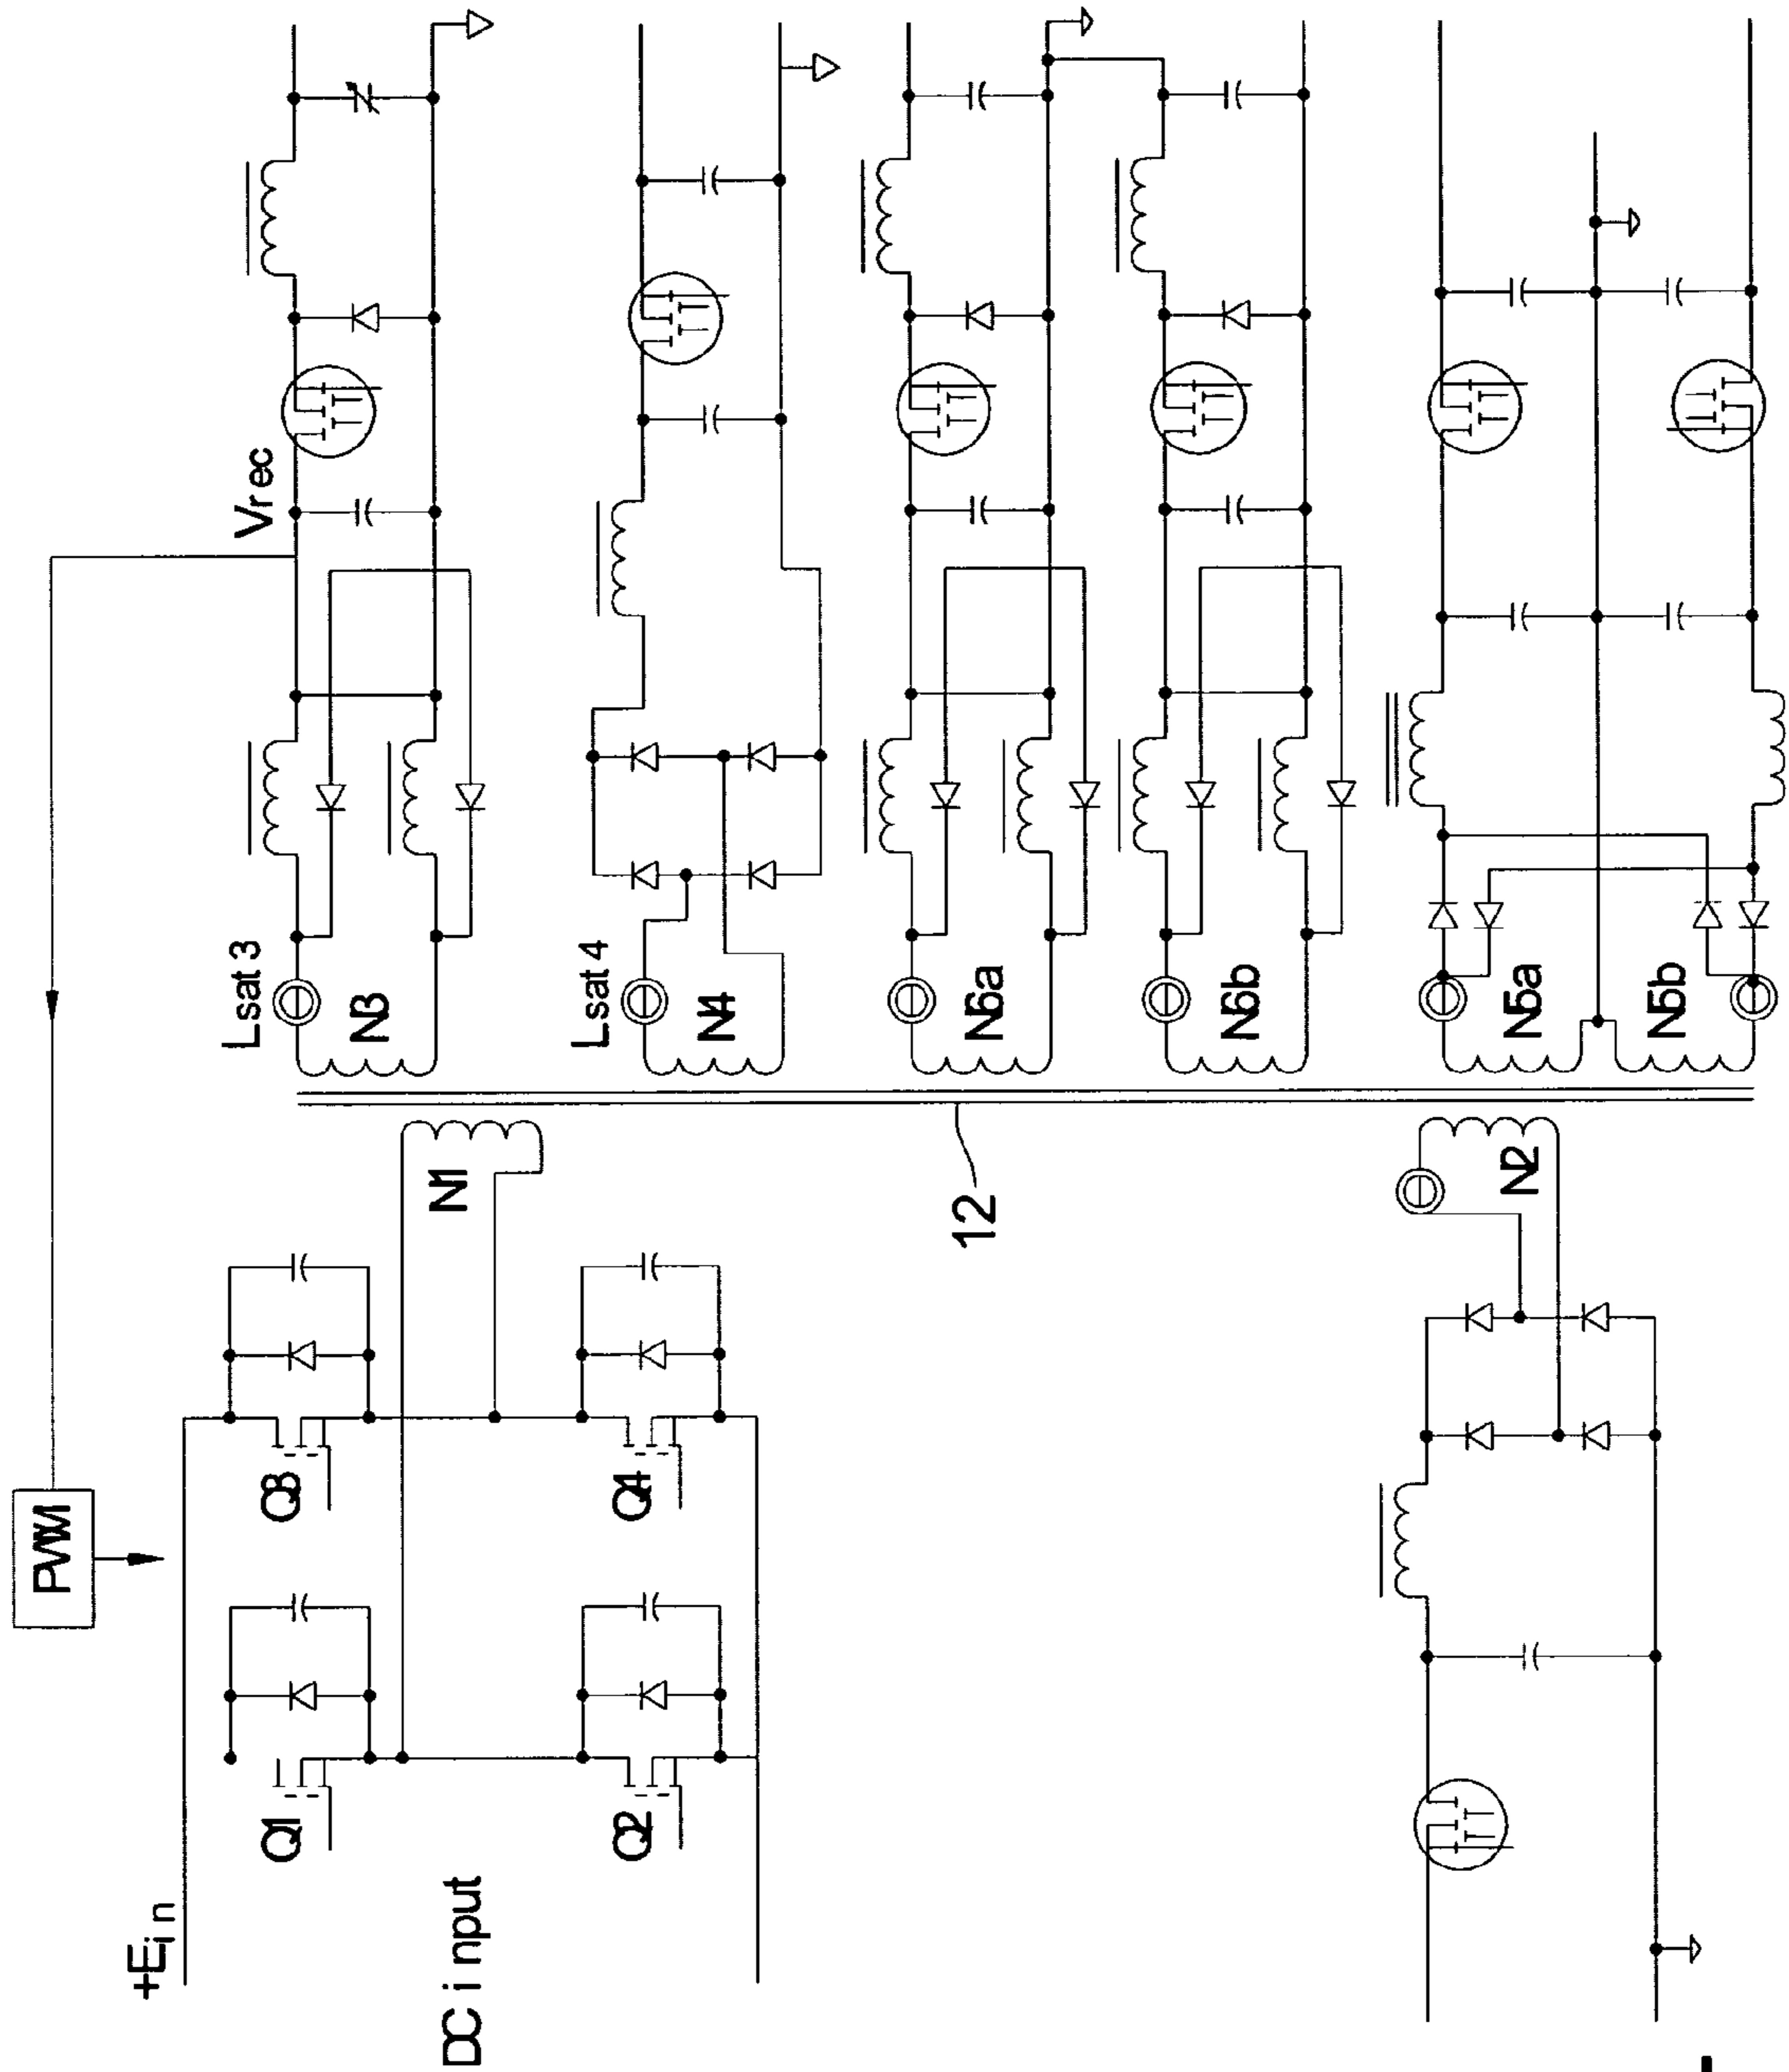 PWM
+Ein
DC input
Q1
Q3
Q2
Q4
N1
12
N2
Vrec
Lsat 3
N3
Lsat 4
N4
N6a
N6b
N5a
N5b